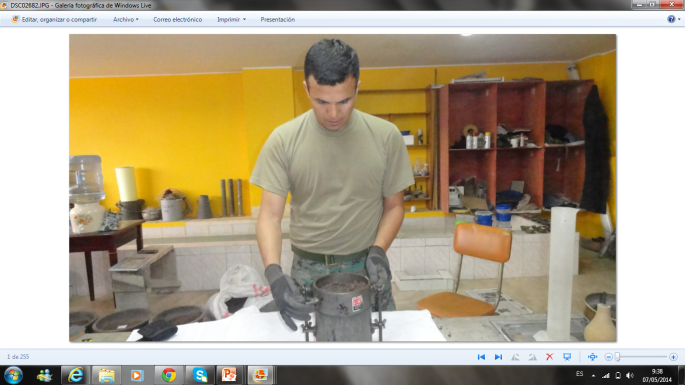 DSC02682.JPG - Galería fotográfica de Windows Live
Editar, organizar o compartir   Archivo   Correo electrónico   Imprimir   Presentación
1 de 255
ES   9:38
07/05/2014